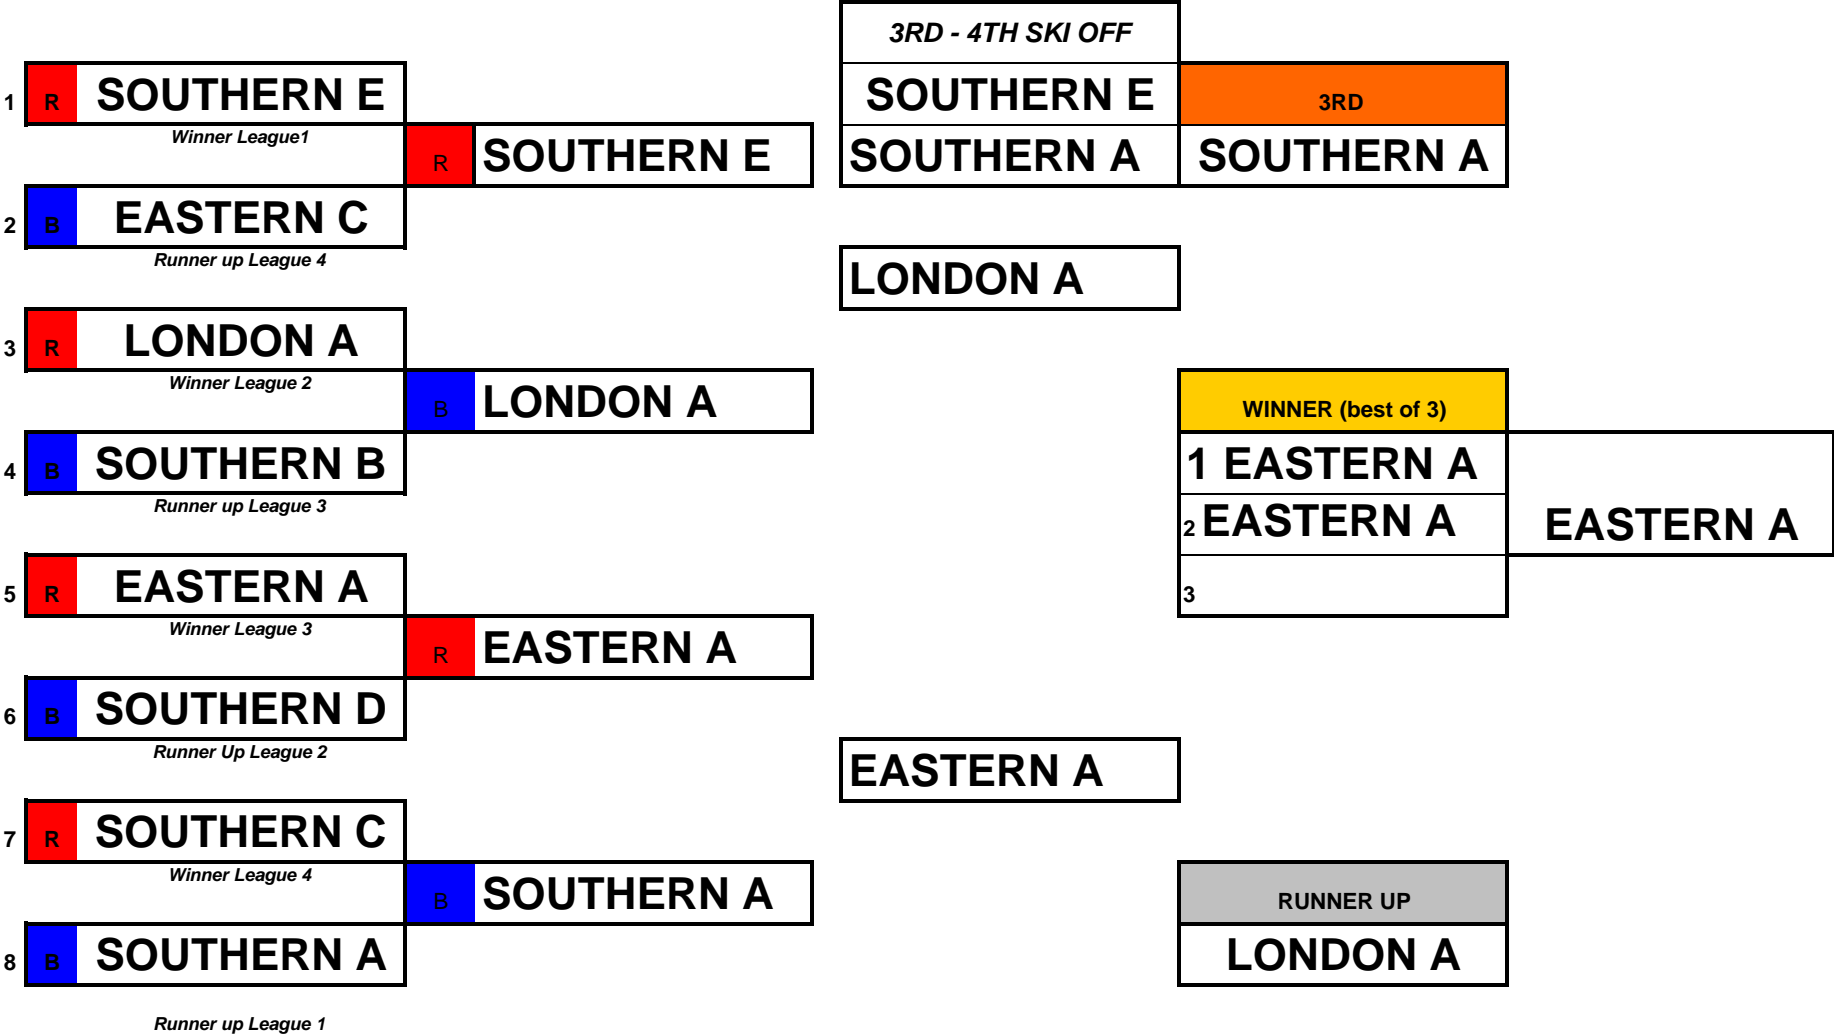 3RD - 4TH SKI OFF
1 R SOUTHERN E
SOUTHERN E
3RD
Winner League1
R SOUTHERN E
SOUTHERN A
SOUTHERN A
2 B EASTERN C
Runner up League 4
LONDON A
3 R LONDON A
Winner League 2
B LONDON A
WINNER (best of 3)
4 B SOUTHERN B
1 EASTERN A
Runner up League 3
2 EASTERN A
EASTERN A
5 R EASTERN A
3
Winner League 3
R EASTERN A
6 B SOUTHERN D
Runner Up League 2
EASTERN A
7 R SOUTHERN C
Winner League 4
B SOUTHERN A
RUNNER UP
8 B SOUTHERN A
LONDON A
Runner up League 1